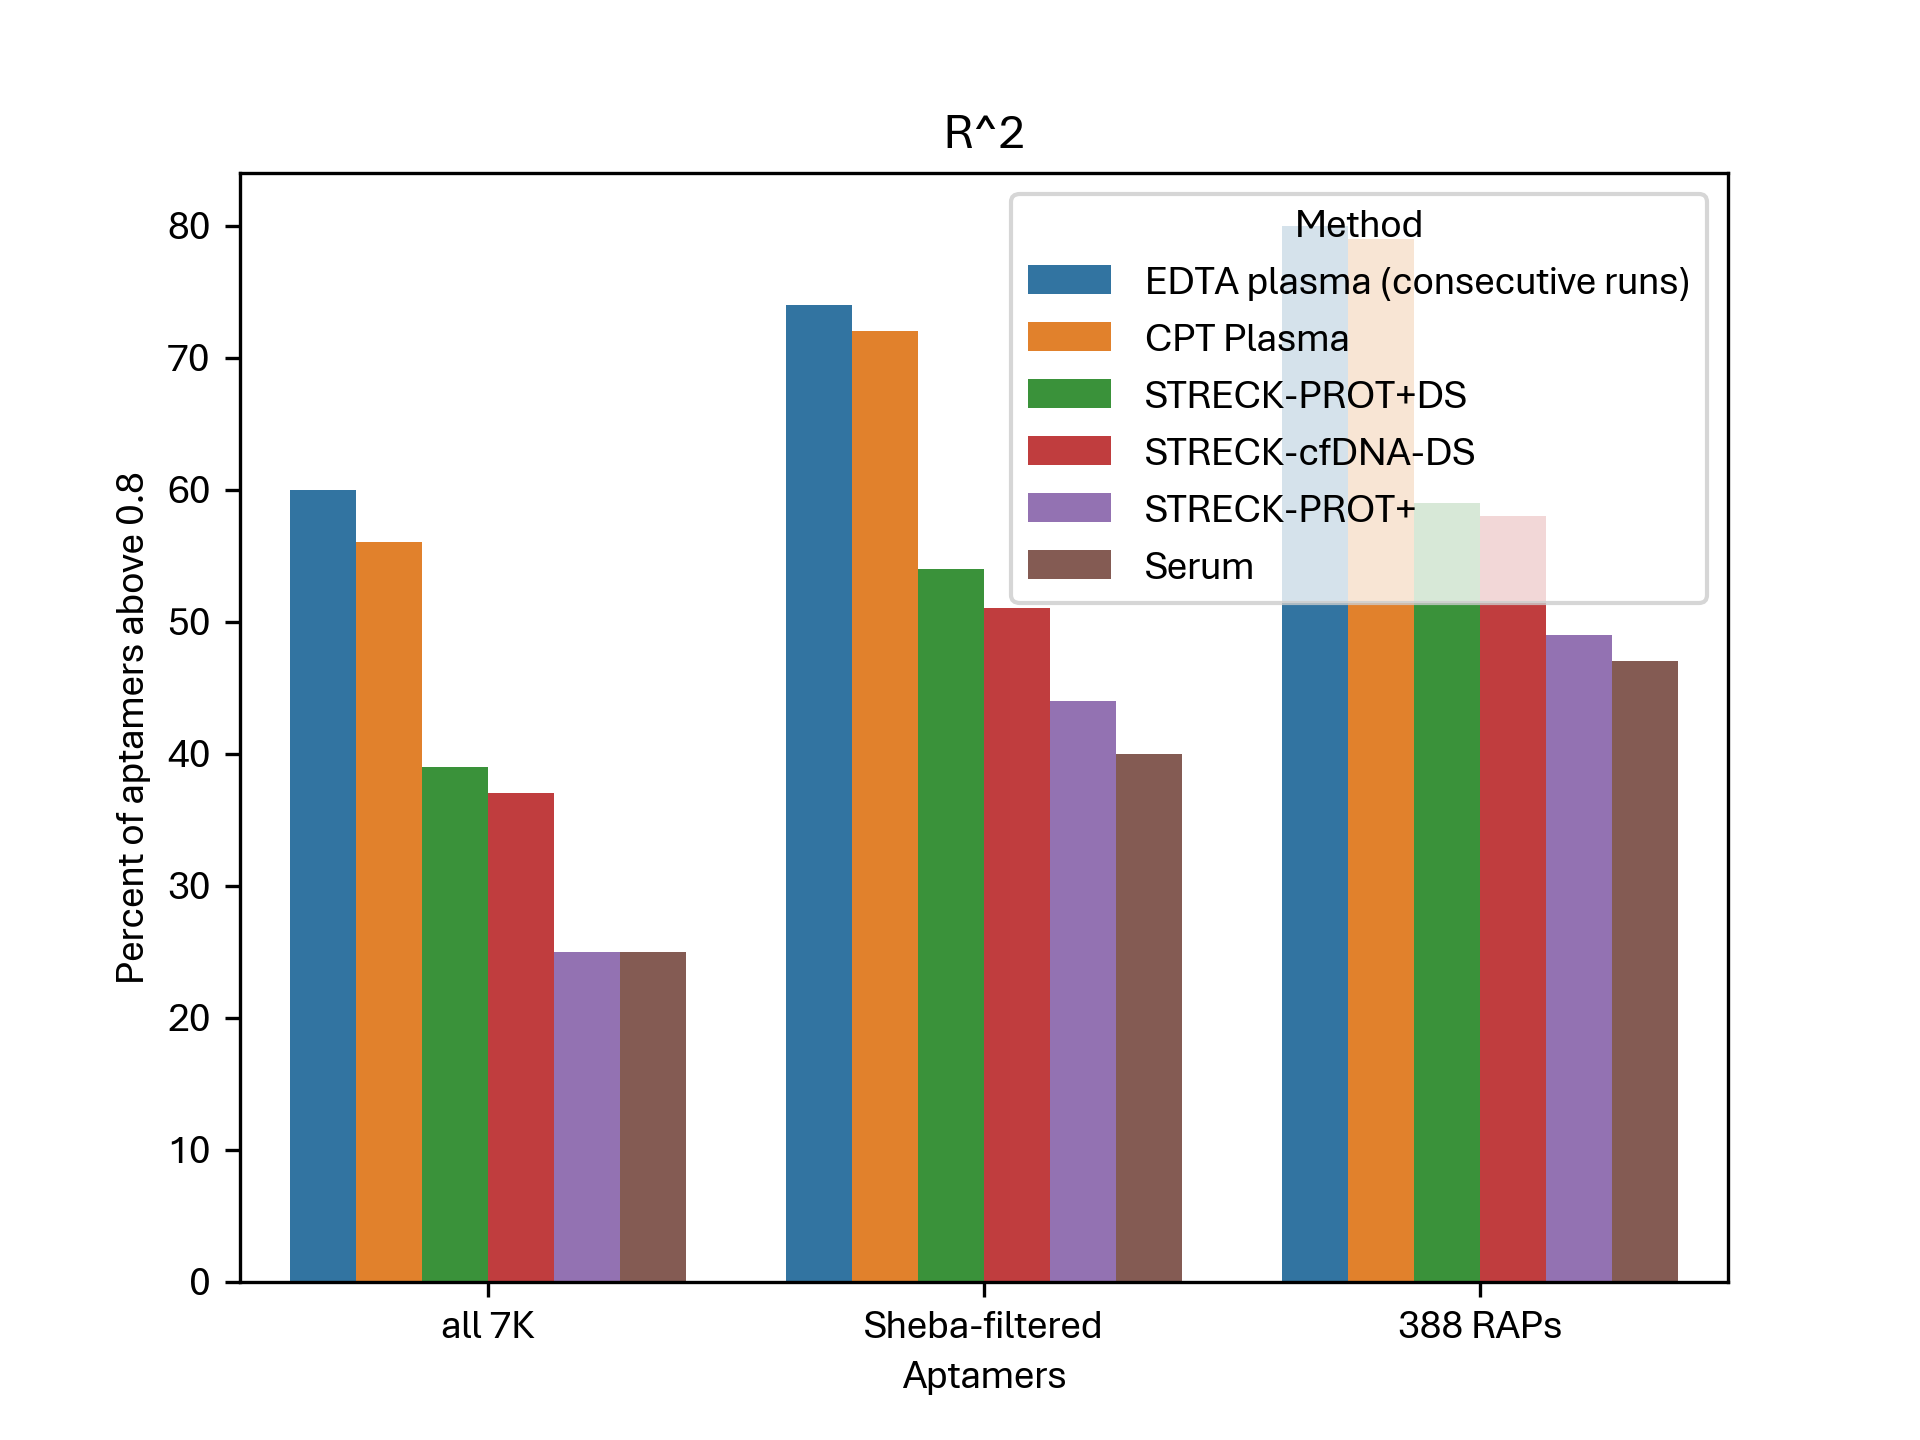 R^2
Percent of aptamers above 0.8
80
70
60
50
40
30
20
10
0
Method
EDTA plasma (consecutive runs)
CPT Plasma
STRECK-PROT+DS
STRECK-cfDNA-DS
STRECK-PROT+
Serum
all 7K
Sheba-filtered
388 RAPs
Aptamers